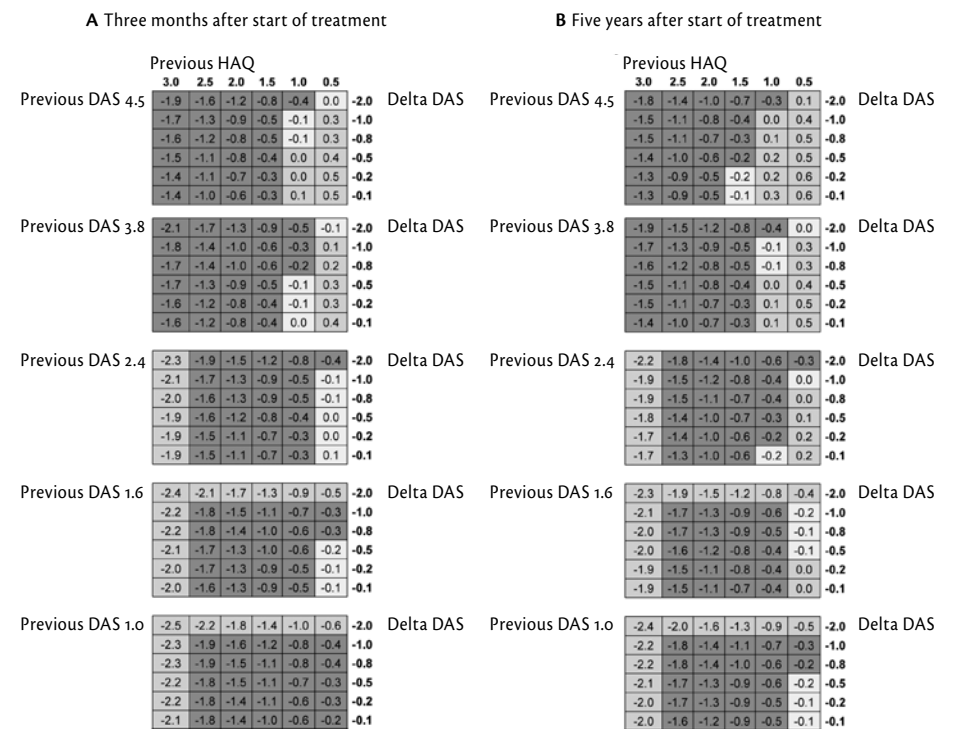 A Three months after start of treatment
Previous HAQ
3.0 2.5 2.0 1.5 1.0 0.5
Previous DAS 4.5 -1.9 -1.6 -1.2 -0.8 -0.4 0.0 -2.0 Delta DAS
-1.7 -1.3 -0.9 -0.5 -0.1 0.3 -1.0
-1.6 -1.2 -0.8 -0.5 -0.1 0.3 -0.8
-1.5 -1.1 -0.8 -0.4 0.0 0.4 -0.5
-1.4 -1.1 -0.7 -0.3 0.0 0.5 -0.2
-1.4 -1.0 -0.6 -0.3 0.1 0.5 -0.1
Previous DAS 3.8 -2.1 -1.7 -1.3 -0.9 -0.5 -0.1 -2.0 Delta DAS
-1.8 -1.4 -1.0 -0.6 -0.3 0.1 -1.0
-1.7 -1.4 -1.0 -0.6 -0.2 0.2 -0.8
-1.7 -1.3 -0.9 -0.5 -0.1 0.3 -0.5
-1.6 -1.2 -0.8 -0.4 -0.1 0.3 -0.2
-1.6 -1.2 -0.8 -0.4 0.0 0.4 -0.1
Previous DAS 2.4 -2.3 -1.9 -1.5 -1.2 -0.8 -0.4 -2.0 Delta DAS
-2.1 -1.7 -1.3 -0.9 -0.5 -0.1 -1.0
-2.0 -1.6 -1.3 -0.9 -0.5 -0.1 -0.8
-1.9 -1.6 -1.2 -0.8 -0.4 0.0 -0.5
-1.9 -1.5 -1.1 -0.7 -0.3 0.0 -0.2
-1.9 -1.5 -1.1 -0.7 -0.3 0.1 -0.1
Previous DAS 1.6 -2.4 -2.1 -1.7 -1.3 -0.9 -0.5 -2.0 Delta DAS
-2.2 -1.8 -1.5 -1.1 -0.7 -0.3 -1.0
-2.2 -1.8 -1.4 -1.0 -0.6 -0.3 -0.8
-2.1 -1.7 -1.3 -1.0 -0.6 -0.2 -0.5
-2.0 -1.7 -1.3 -0.9 -0.5 -0.1 -0.2
-2.0 -1.6 -1.3 -0.9 -0.5 -0.1 -0.1
Previous DAS 1.0 -2.5 -2.2 -1.8 -1.4 -1.0 -0.6 -2.0 Delta DAS
-2.3 -1.9 -1.6 -1.2 -0.8 -0.4 -1.0
-2.3 -1.9 -1.5 -1.1 -0.8 -0.4 -0.8
-2.2 -1.8 -1.5 -1.1 -0.7 -0.3 -0.5
-2.2 -1.8 -1.4 -1.1 -0.6 -0.3 -0.2
-2.1 -1.8 -1.4 -1.0 -0.6 -0.2 -0.1
B Five years after start of treatment
Previous HAQ
3.0 2.5 2.0 1.5 1.0 0.5
Previous DAS 4.5 -1.8 -1.4 -1.0 -0.7 -0.3 0.1 -2.0 Delta DAS
-1.5 -1.1 -0.8 -0.4 0.0 0.4 -1.0
-1.5 -1.1 -0.7 -0.3 0.1 0.5 -0.8
-1.4 -1.0 -0.6 -0.2 0.2 0.5 -0.5
-1.3 -0.9 -0.5 -0.2 0.2 0.6 -0.2
-1.3 -0.9 -0.5 -0.1 0.3 0.6 -0.1
Previous DAS 3.8 -1.9 -1.5 -1.2 -0.8 -0.4 0.0 -2.0 Delta DAS
-1.7 -1.3 -0.9 -0.5 -0.1 0.3 -1.0
-1.6 -1.2 -0.8 -0.5 -0.1 0.3 -0.8
-1.5 -1.1 -0.8 -0.4 0.0 0.4 -0.5
-1.5 -1.1 -0.7 -0.3 0.1 0.5 -0.2
-1.4 -1.0 -0.7 -0.3 0.1 0.5 -0.1
Previous DAS 2.4 -2.2 -1.8 -1.4 -1.0 -0.6 -0.3 -2.0 Delta DAS
-1.9 -1.5 -1.2 -0.8 -0.4 0.0 -1.0
-1.9 -1.5 -1.1 -0.7 -0.4 0.0 -0.8
-1.8 -1.4 -1.0 -0.7 -0.3 0.1 -0.5
-1.7 -1.4 -1.0 -0.6 -0.2 0.2 -0.2
-1.7 -1.3 -1.0 -0.6 -0.2 0.2 -0.1
Previous DAS 1.6 -2.3 -1.9 -1.5 -1.2 -0.8 -0.4 -2.0 Delta DAS
-2.1 -1.7 -1.3 -0.9 -0.6 -0.2 -1.0
-2.0 -1.7 -1.3 -0.9 -0.5 -0.1 -0.8
-2.0 -1.6 -1.2 -0.8 -0.4 -0.1 -0.5
-1.9 -1.5 -1.1 -0.8 -0.4 0.0 -0.2
-1.9 -1.5 -1.1 -0.7 -0.4 0.0 -0.1
Previous DAS 1.0 -2.4 -2.0 -1.6 -1.3 -0.9 -0.5 -2.0 Delta DAS
-2.2 -1.8 -1.4 -1.1 -0.7 -0.3 -1.0
-2.2 -1.8 -1.4 -1.0 -0.6 -0.2 -0.8
-2.1 -1.7 -1.3 -0.9 -0.6 -0.2 -0.5
-2.0 -1.7 -1.3 -0.9 -0.5 -0.1 -0.2
-2.0 -1.6 -1.2 -0.9 -0.5 -0.1 -0.1